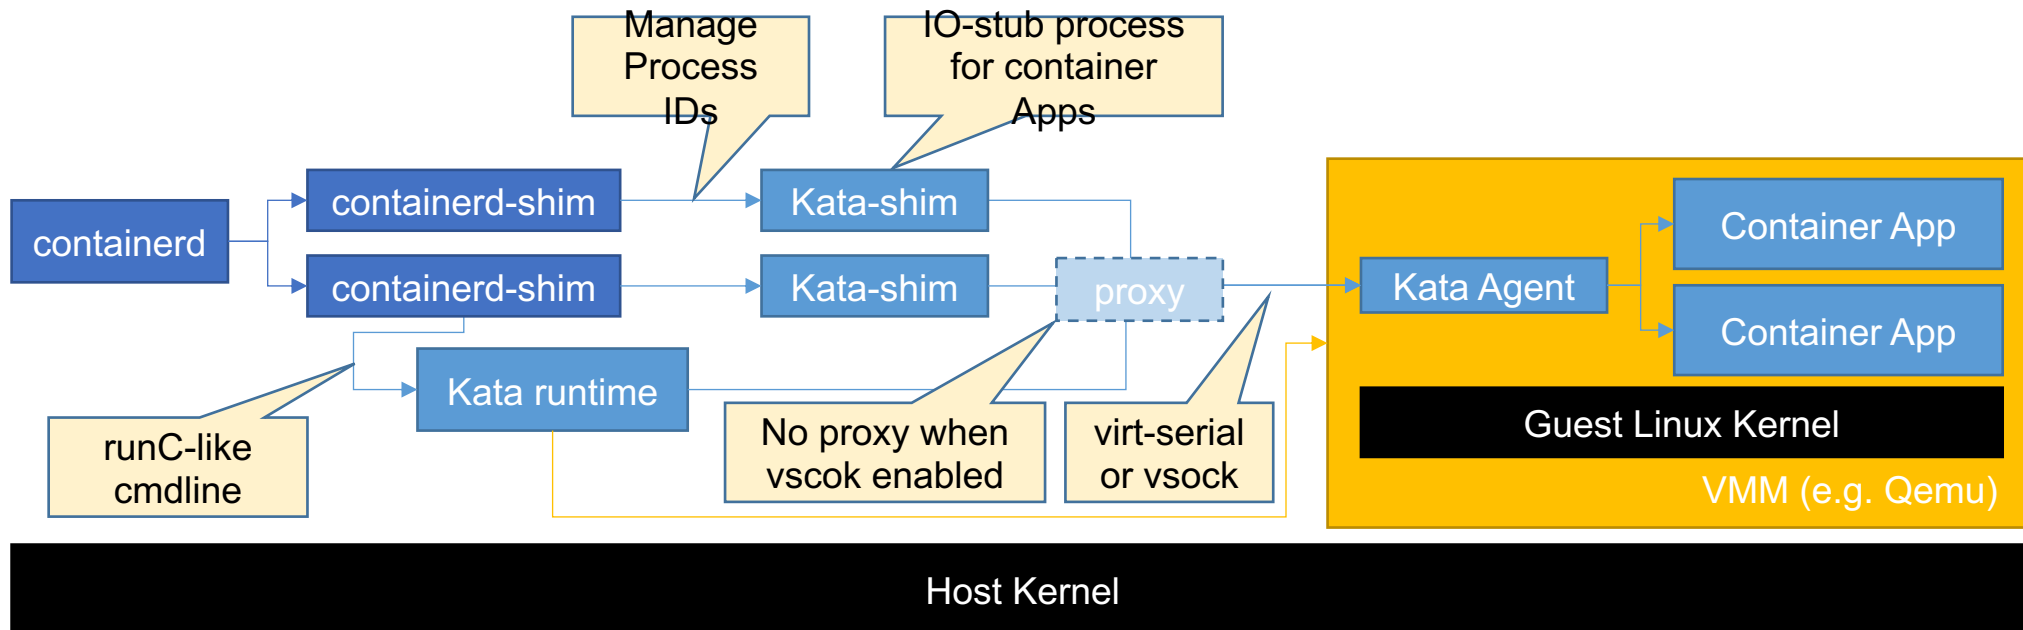 Manage
Process
IDs
IO-stub process
for container
Apps
containerd
containerd-shim
containerd-shim
Kata-shim
Kata-shim
proxy
Kata runtime
runC-like
cmdline
No proxy when
vscok enabled
virt-serial
or vsock
Kata Agent
Container App
Container App
Guest Linux Kernel
VMM (e.g. Qemu)
Host Kernel